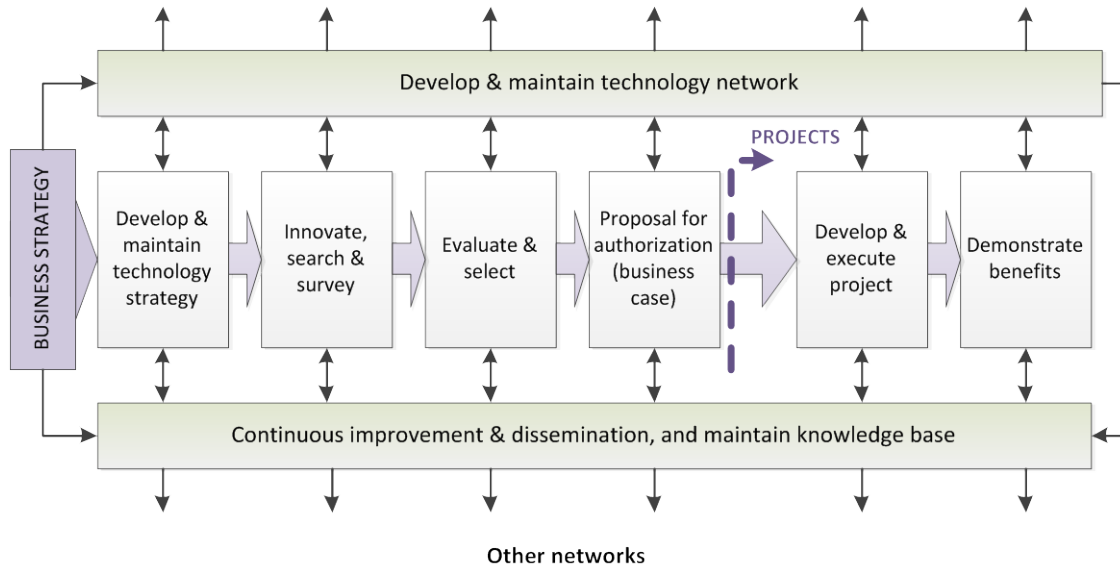 Develop & maintain technology network
PROJECTS
BUSINESS STRATEGY
Develop &
maintain
technology
strategy
Innovate,
search &
survey
Evaluate &
select
Proposal for
authorization
(business
case)
Develop &
execute
project
Demonstrate
benefits
Continuous improvement & dissemination, and maintain knowledge base
Other networks